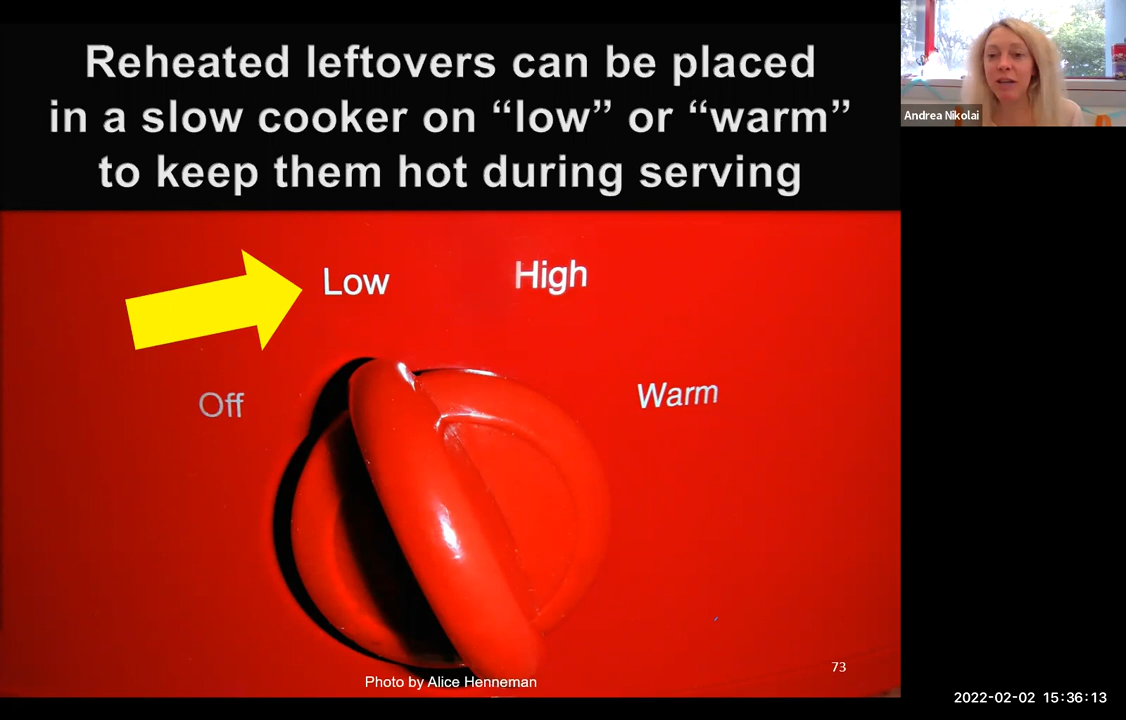 Reheated leftovers can be placed
in a slow cooker on “low” or “warm”
to keep them hot during serving
Andrea Nikolai
Low
High
Off
Warm
73
Photo by Alice Henneman
2022-02-02 15:36:13